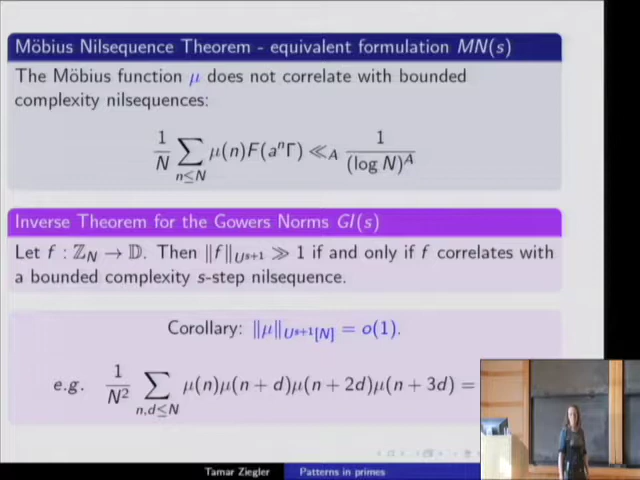 Möbius Nilsequence Theorem - equivalent formulation MN(s)
The Möbius function μ does not correlate with bounded
complexity nilsequences:
1/N ∑_{n≤N} μ(n)F(aⁿΓ) ≪_A 1/(log N)^A
Inverse Theorem for the Gowers Norms GI(s)
Let f : ℤ_N → 𝔻. Then ‖f‖_{U^{s+1}} ≫ 1 if and only if f correlates with
a bounded complexity s-step nilsequence.
Corollary: ‖μ‖_{U^{s+1}[N]} = o(1).
e.g. 1/N² ∑_{n,d≤N} μ(n)μ(n + d)μ(n + 2d)μ(n + 3d) =
Tamar Ziegler Patterns in primes